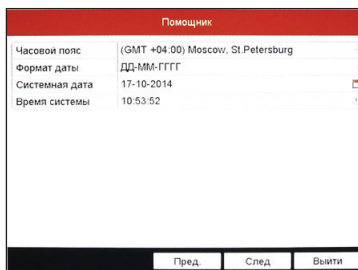 Помощник
Часовой пояс (GMT +04:00) Moscow, St.Petersburg
Формат даты ДД-ММ-ГГГГ
Системная дата 17-10-2014
Время системы 10:53:52
Пред. След Выйти